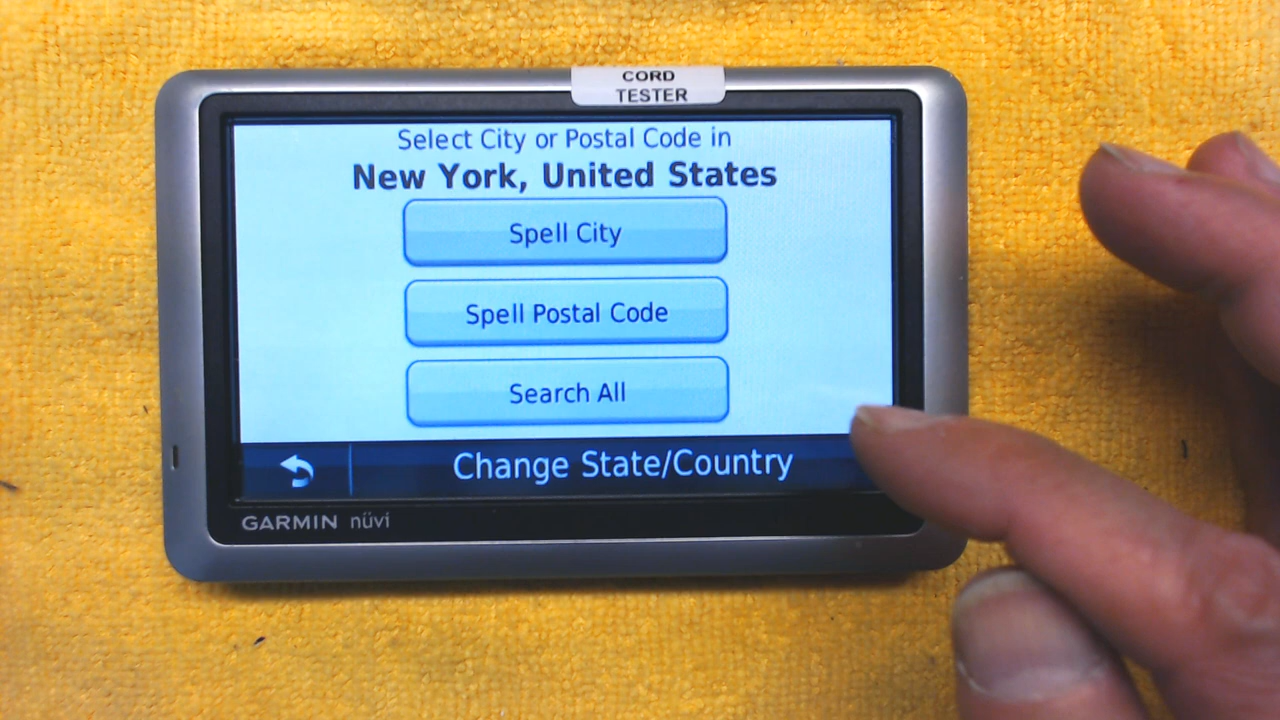 CORD
TESTER
Select City or Postal Code in
New York, United States
Spell City
Spell Postal Code
Search All
Change State/Country
GARMIN nüvi